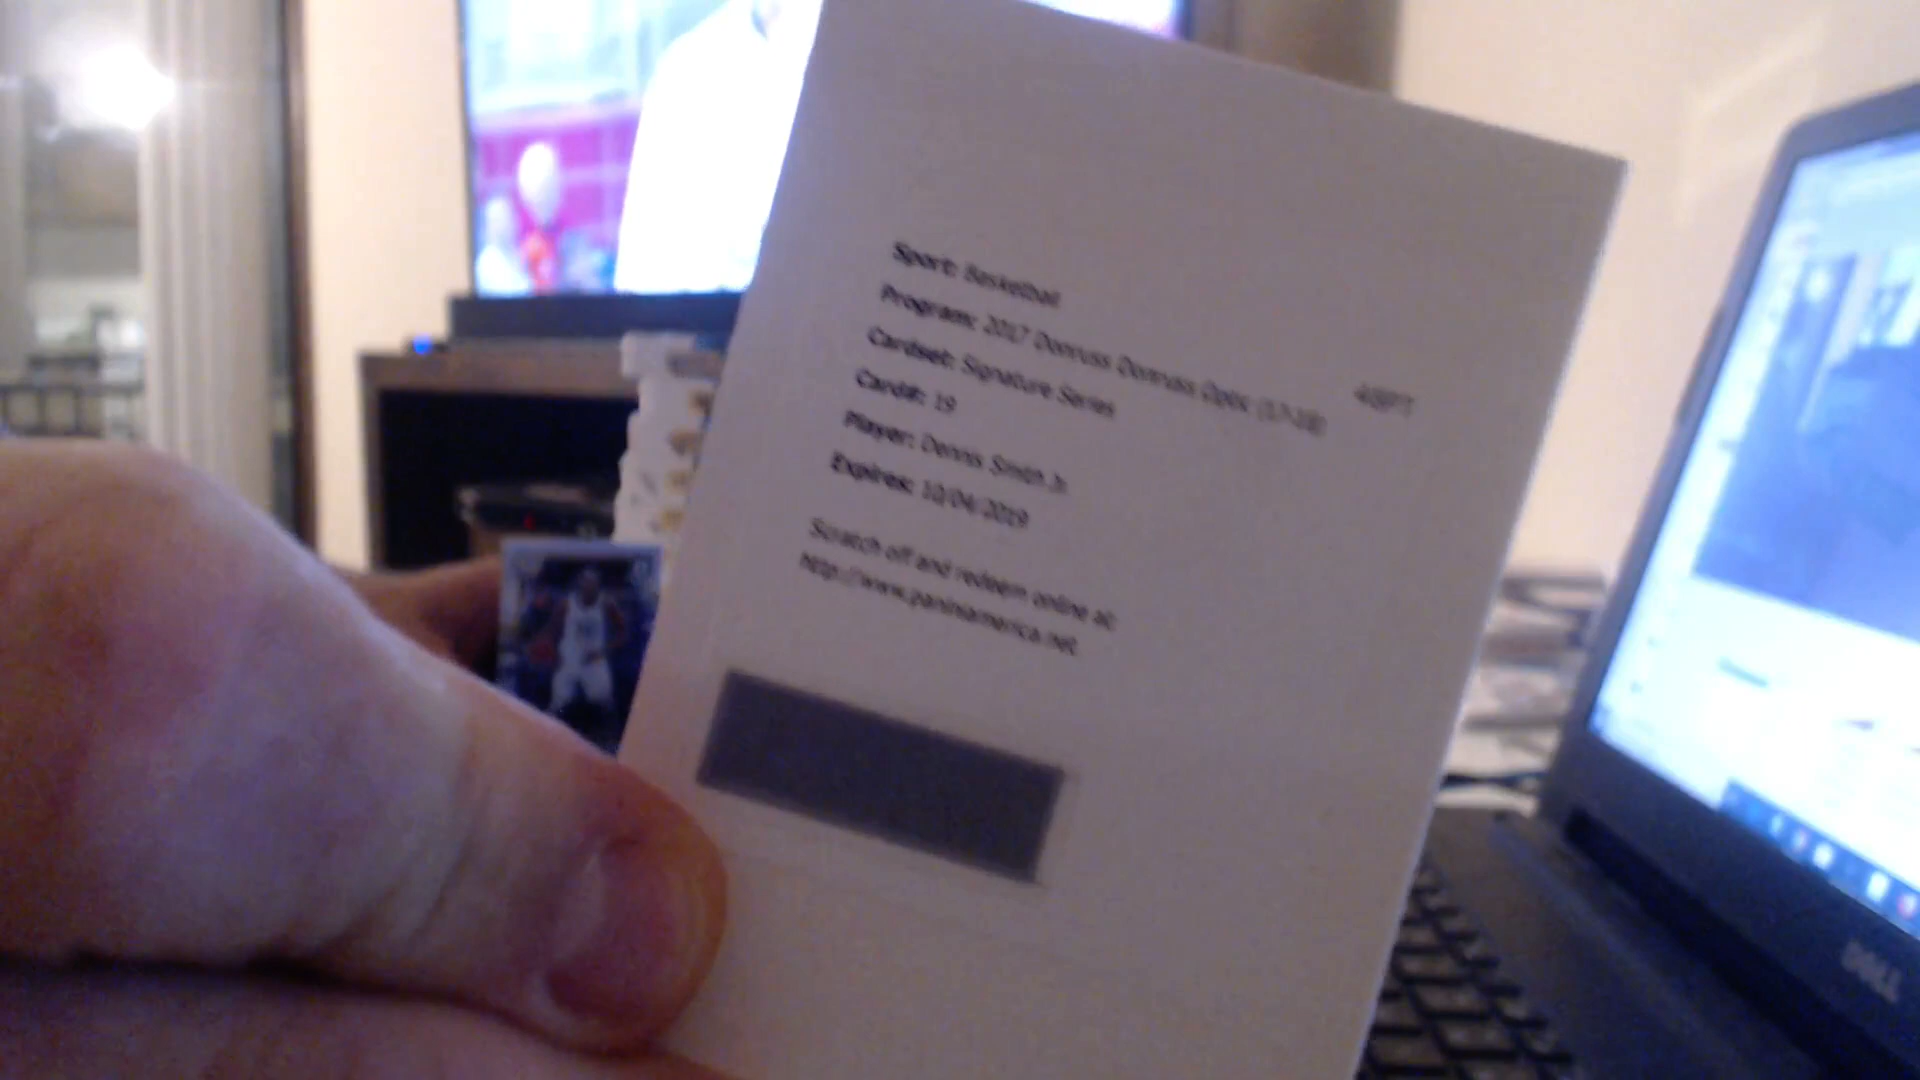 Sport: Basketball
Program: 2017 Donruss Donruss Optic (17-18)
Cardset: Signature Series
Card#: 19
Player: Dennis Smith Jr.
Expires: 10/04/2019
Scratch off and redeem online at:
http://www.paniniamerica.net
DELL